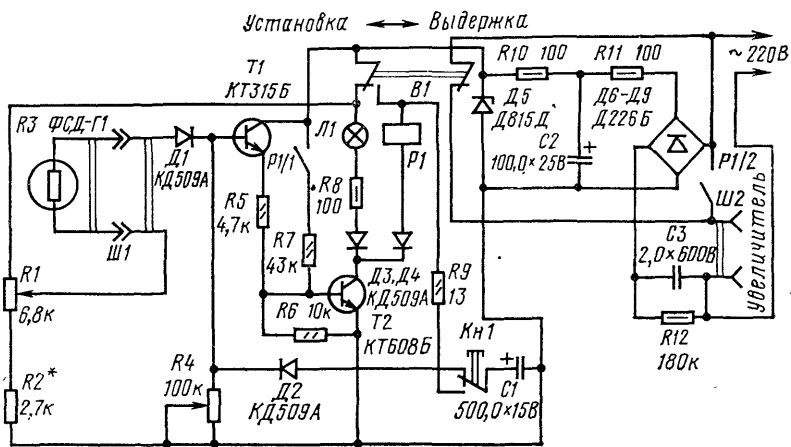 Установка Выдержка
Т1
КТ315Б
В1
R10 100
R11 100
~ 220В
R3 ФСД-Г1
Д5
Д815Д
Д6-Д9
Д226Б
Л1
Д1
КД509А
Р1/1
Р1
С2
100,0×25В
+
Р1/2
R5
4,7к
R8
100
Ш2
Ш1
R7
43к
С3
2,0×600В
Увеличитель
Д3,Д4
КД509А
R9
13
R1
6,8к
R6 10к
Т2
КТ608Б
Кн1
R12
180к
R2*
2,7к
R4
100к
Д2
КД509А
+
С1
500,0×15В